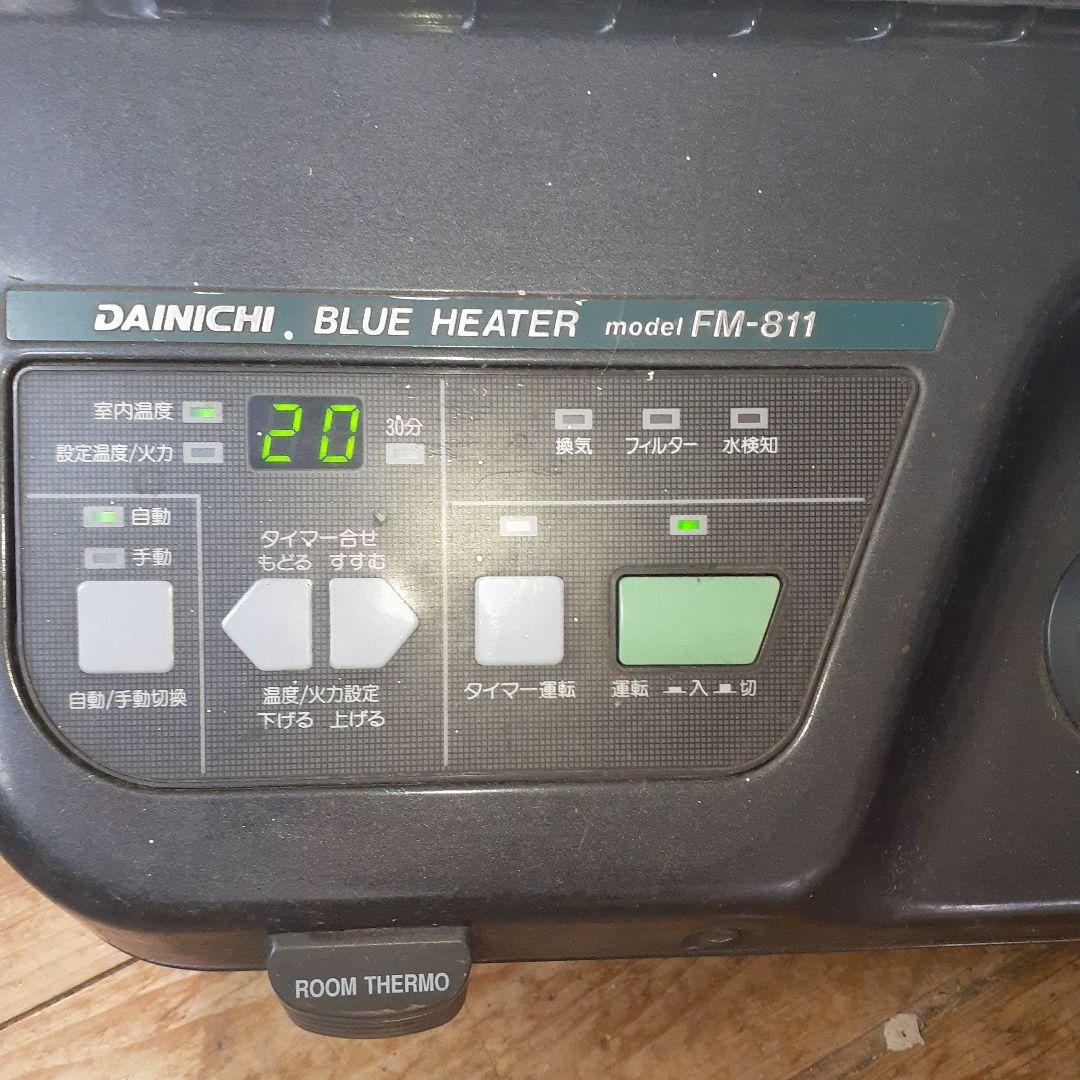 DAINICHI BLUE HEATER model FM-811
室内温度
20
30分
設定温度/火力
換気 フィルター 水検知
自動
手動
タイマー合せ
もどる すすむ
自動/手動切換
温度/火力設定
下げる 上げる
タイマー運転
運転 入 切
ROOM THERMO